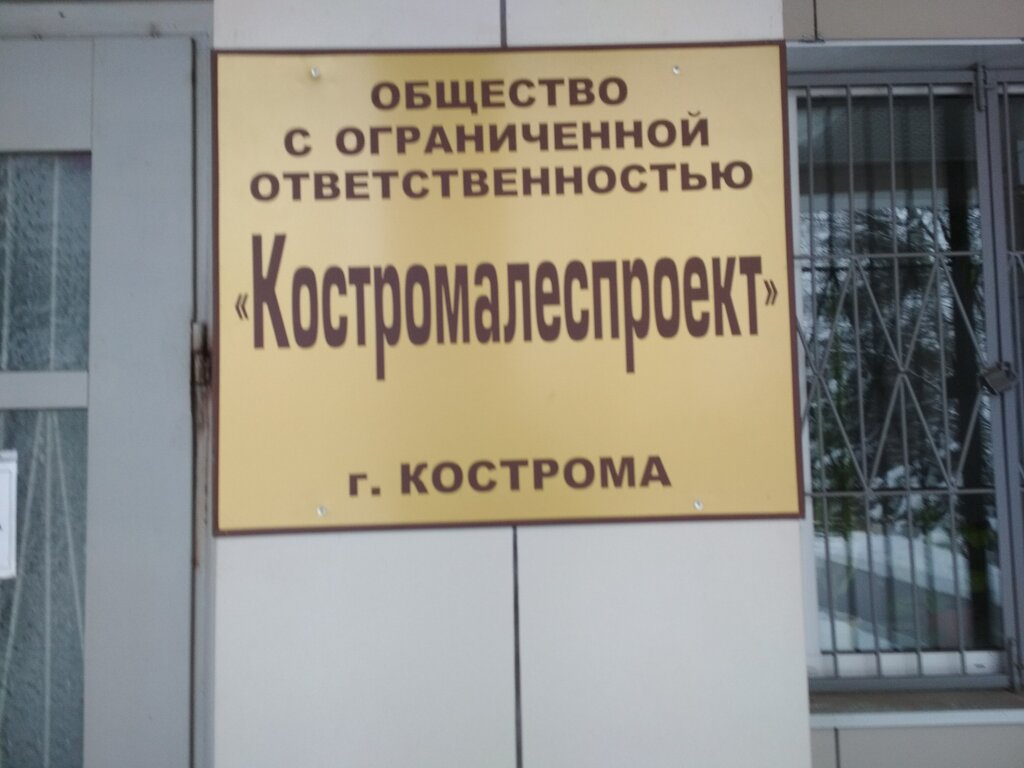 ОБЩЕСТВО
С ОГРАНИЧЕННОЙ
ОТВЕТСТВЕННОСТЬЮ
«Костромалеспроект»
г. КОСТРОМА